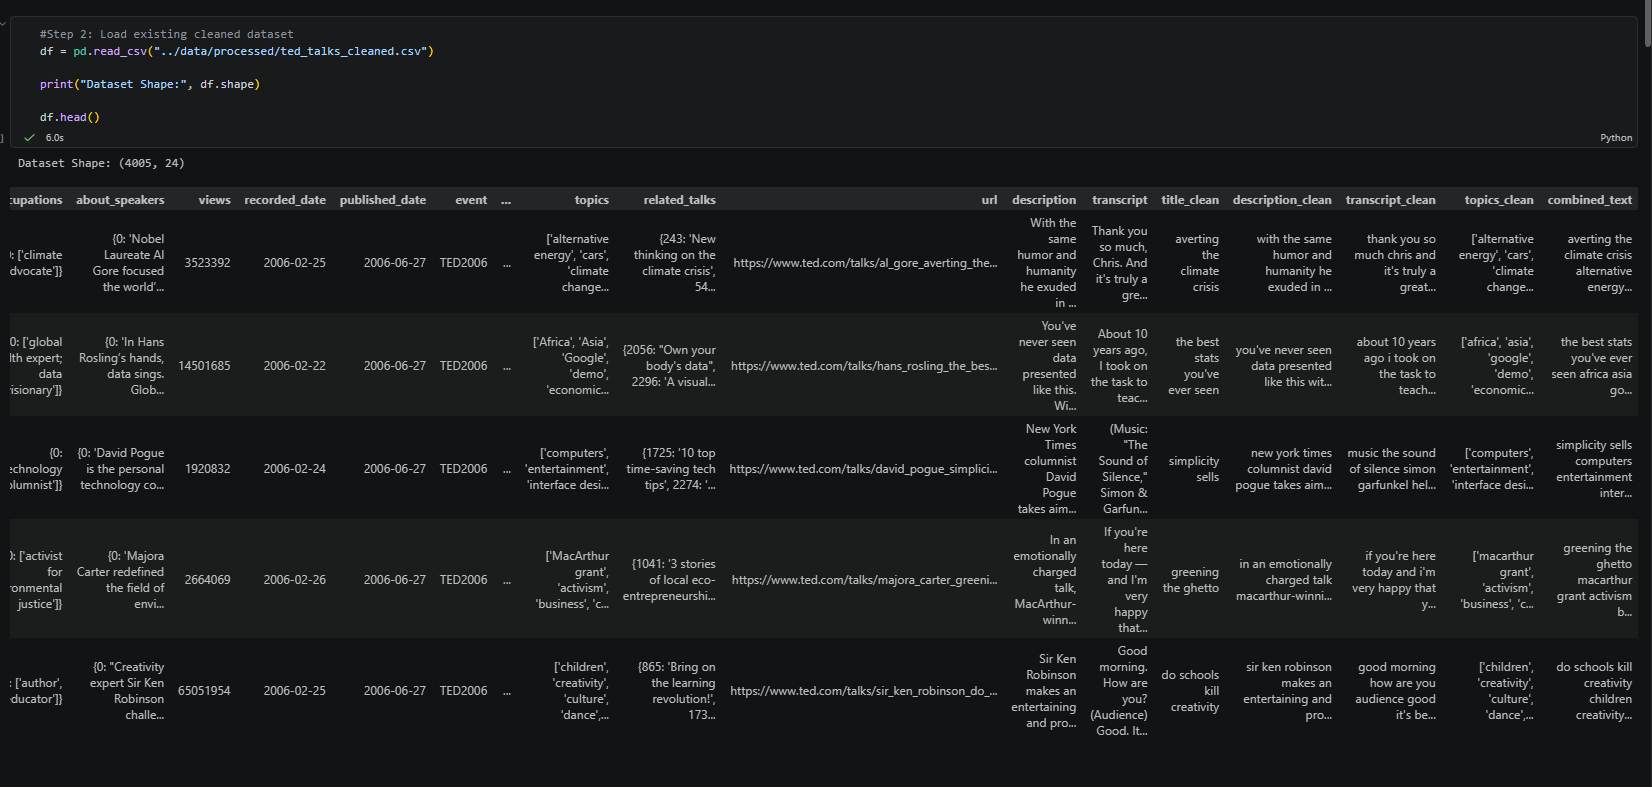 #Step 2: Load existing cleaned dataset
df = pd.read_csv("../data/processed/ted_talks_cleaned.csv")
print("Dataset Shape:", df.shape)
df.head()
6.0s
Python
Dataset Shape: (4005, 24)
cupations about_speakers views recorded_date published_date event ... topics related_talks url description transcript title_clean description_clean transcript_clean topics_clean combined_text
: ['climate
dvocate']}
{0: 'Nobel
Laureate Al
Gore focused
the world'...
3523392
2006-02-25
2006-06-27
TED2006
...
['alternative
energy', 'cars',
'climate
change...
{243: 'New
thinking on the
climate crisis',
54...
https://www.ted.com/talks/al_gore_averting_the...
With the
same
humor and
humanity
he exuded
in ...
Thank you
so much,
Chris. And
it's truly a
gre...
averting
the
climate
crisis
with the same
humor and
humanity he
exuded in ...
thank you so
much chris and
it's truly a
great...
['alternative
energy', 'cars',
'climate
change...
averting the
climate crisis
alternative
energy...
0: ['global
lth expert;
data
isionary']}
{0: 'In Hans
Rosling's hands,
data sings.
Glob...
14501685
2006-02-22
2006-06-27
TED2006
...
['Africa', 'Asia',
'Google',
'demo',
'economic...
{2056: "Own your
body's data",
2296: 'A visual...
https://www.ted.com/talks/hans_rosling_the_bes...
You've
never seen
data
presented
like this.
Wi...
About 10
years ago,
I took on
the task to
teac...
the best
stats
you've
ever seen
you've never seen
data presented
like this wit...
about 10 years
ago i took on
the task to
teach...
['africa', 'asia',
'google',
'demo',
'economic...
the best stats
you've ever
seen africa asia
go...
{0:
echnology
olumnist']}
{0: 'David Pogue
is the personal
technology co...
1920832
2006-02-24
2006-06-27
TED2006
...
['computers',
'entertainment',
'interface desi...
{1725: '10 top
time-saving tech
tips', 2274: '...
https://www.ted.com/talks/david_pogue_simplici...
New York
Times
columnist
David
Pogue
takes aim...
(Music:
"The
Sound of
Silence,"
Simon &
Garfun...
simplicity
sells
new york times
columnist david
pogue takes aim...
music the sound
of silence simon
garfunkel hel...
['computers',
'entertainment',
'interface desi...
simplicity sells
computers
entertainment
inter...
0: ['activist
for
ronmental
justice']}
{0: 'Majora
Carter redefined
the field of
envi...
2664069
2006-02-26
2006-06-27
TED2006
...
['MacArthur
grant',
'activism',
'business', 'c...
{1041: '3 stories
of local eco-
entrepreneurshi...
https://www.ted.com/talks/majora_carter_greeni...
In an
emotionally
charged
talk,
MacArthur-
winn...
If you're
here
today —
and I'm
very
happy
that...
greening
the ghetto
in an emotionally
charged talk
macarthur-winni...
if you're here
today and i'm
very happy that
y...
['macarthur
grant',
'activism',
'business', 'c...
greening the
ghetto
macarthur
grant activism
b...
: ['author',
educator']}
{0: "Creativity
expert Sir Ken
Robinson
challe...
65051954
2006-02-25
2006-06-27
TED2006
...
['children',
'creativity',
'culture',
'dance',...
{865: 'Bring on
the learning
revolution!',
173...
https://www.ted.com/talks/sir_ken_robinson_do_...
Sir Ken
Robinson
makes an
entertaining
and pro...
Good
morning.
How are
you?
(Audience)
Good. It...
do schools
kill
creativity
sir ken robinson
makes an
entertaining and
pro...
good morning
how are you
audience good
it's be...
['children',
'creativity',
'culture',
'dance',...
do schools kill
creativity
children
creativity...